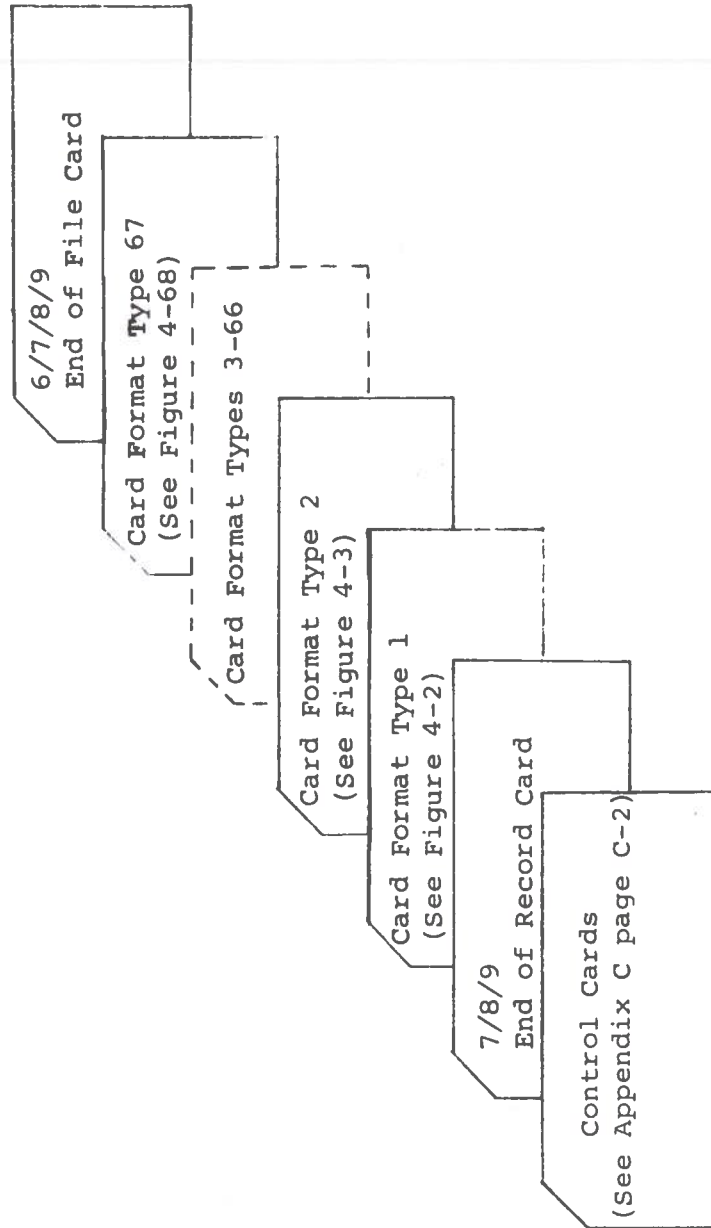 6/7/8/9
End of File Card
Card Format Type 67
(See Figure 4-68)
Card Format Types 3-66
Card Format Type 2
(See Figure 4-3)
Card Format Type 1
(See Figure 4-2)
7/8/9
End of Record Card
Control Cards
(See Appendix C page C-2)